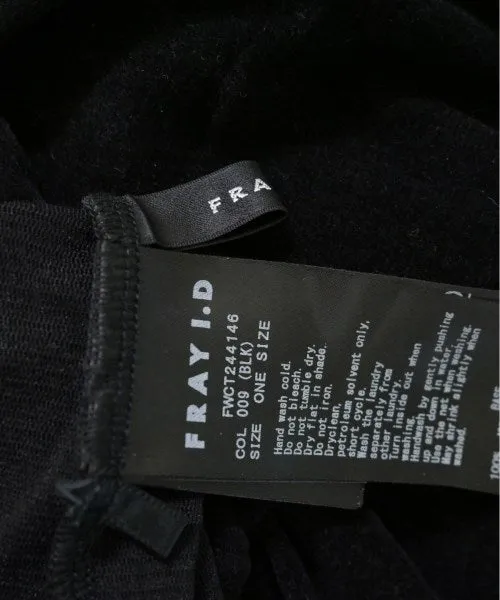 FRA
FRAY I.D
FWCT244146
COL 009 (BLK)
SIZE ONE SIZE
Hand wash cold.
Do not bleach.
Do not tumble dry.
Dry flat in shade.
Do not iron.
Dryclean,
petroleum solvent only,
short cycle.
Wash the laundry
separately from
other laundry.
turn inside out when
washing.
Handwash by gently pushing
up and down in water.
Use the net when washing.
May shrink slightly when
washed.
100%